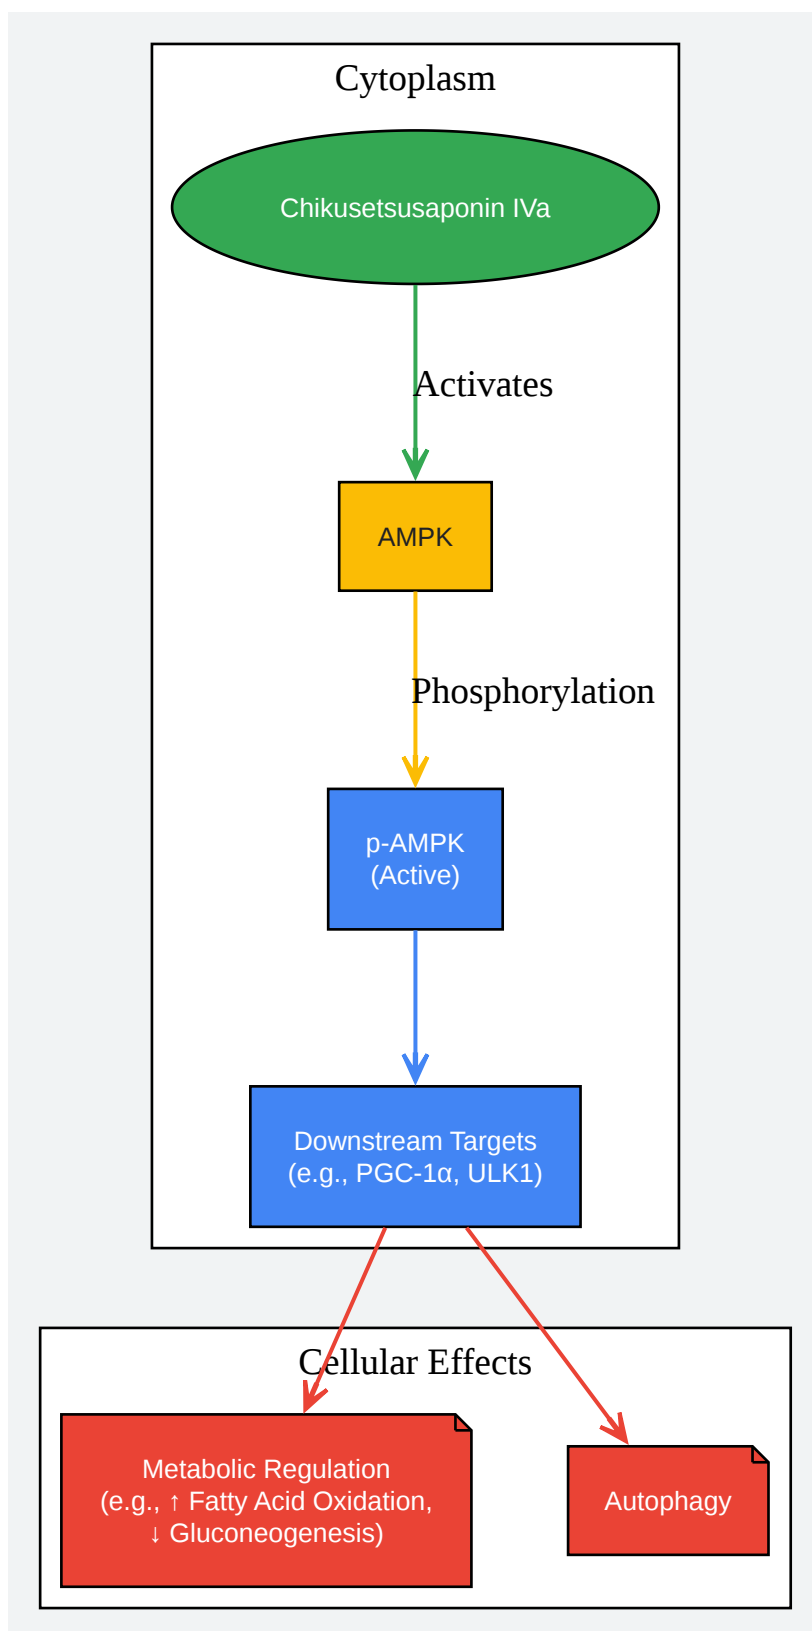 Cytoplasm
Chikusetsusaponin IVa
Activates
AMPK
Phosphorylation
p-AMPK
(Active)
Downstream Targets
(e.g., PGC-1α, ULK1)
Cellular Effects
Metabolic Regulation
(e.g., ↑ Fatty Acid Oxidation,
↓ Gluconeogenesis)
Autophagy